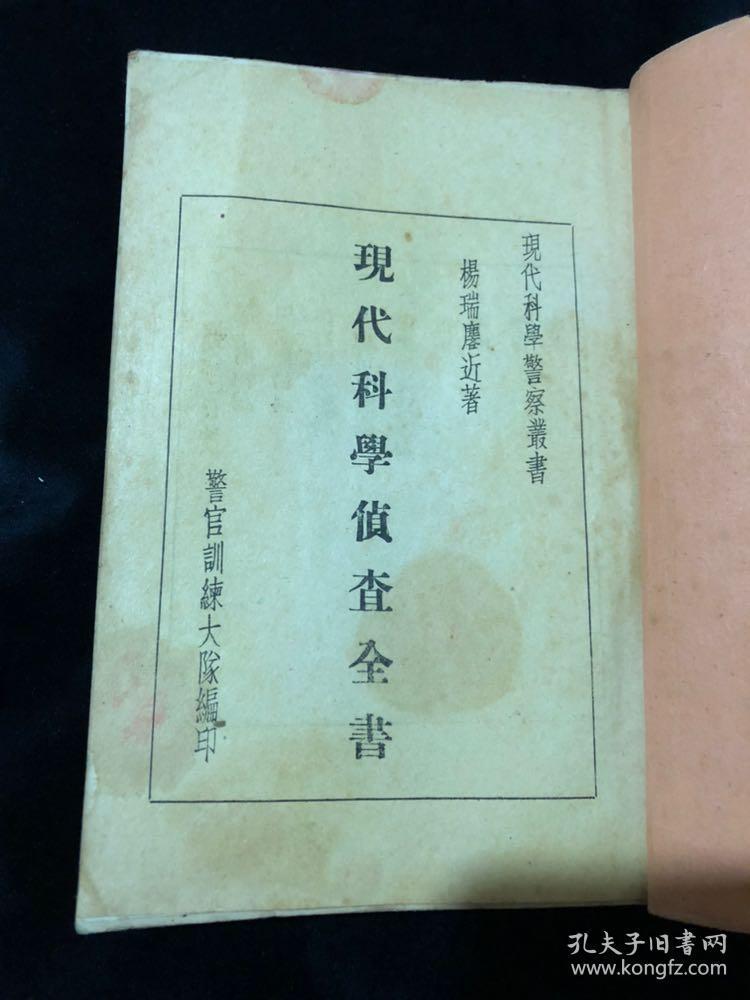 現代科學警察叢書
楊瑞麐近著
現代科學偵查全書
警官訓練大隊編印
孔夫子旧书网
www.kongfz.com